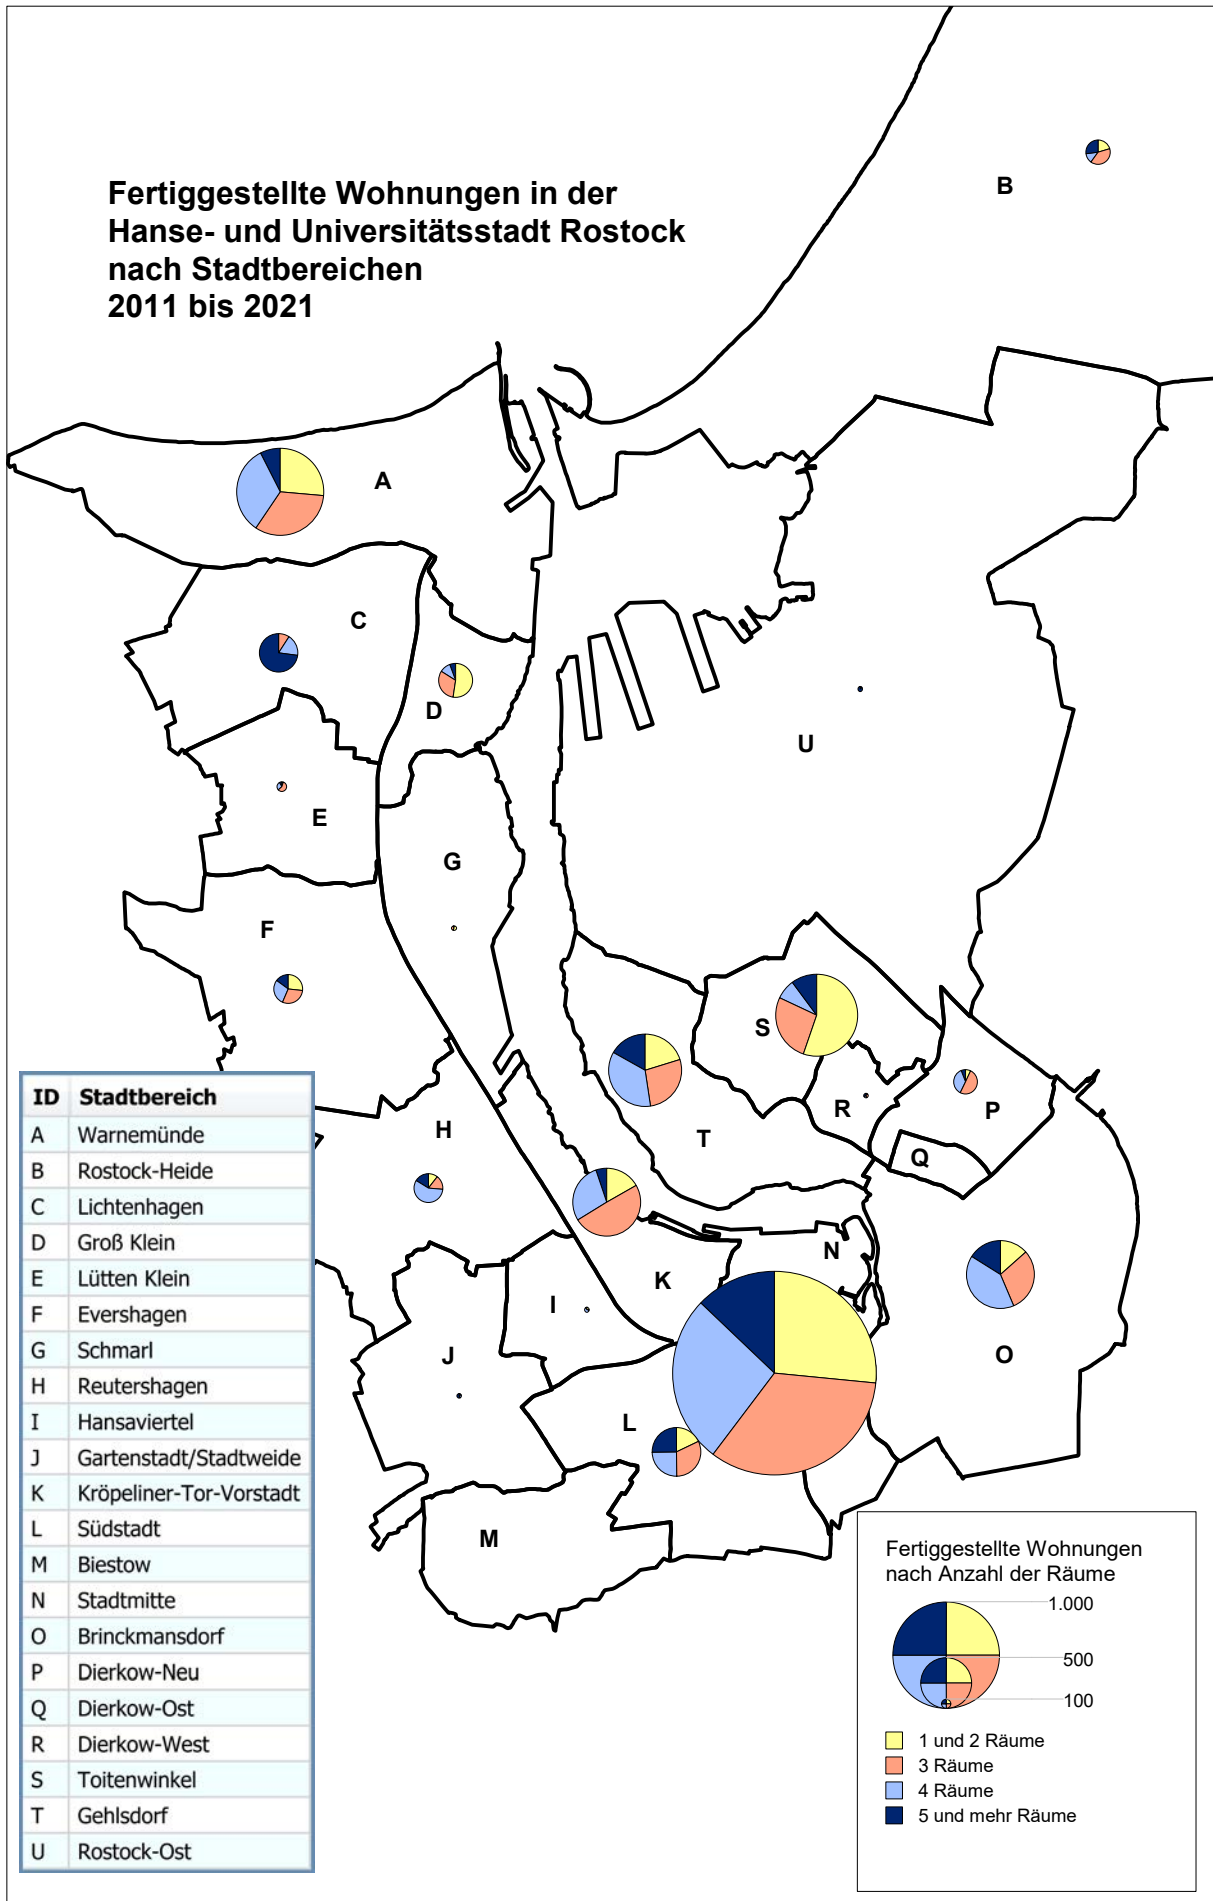 Fertiggestellte Wohnungen in der
Hanse- und Universitätsstadt Rostock
nach Stadtbereichen
2011 bis 2021
B
A
C
D
U
E
G
F
S
R
P
H
T
Q
N
K
I
J
O
L
M
ID Stadtbereich
A Warnemünde
B Rostock-Heide
C Lichtenhagen
D Groß Klein
E Lütten Klein
F Evershagen
G Schmarl
H Reutershagen
I Hansaviertel
J Gartenstadt/Stadtweide
K Kröpeliner-Tor-Vorstadt
L Südstadt
M Biestow
N Stadtmitte
O Brinckmansdorf
P Dierkow-Neu
Q Dierkow-Ost
R Dierkow-West
S Toitenwinkel
T Gehlsdorf
U Rostock-Ost
Fertiggestellte Wohnungen
nach Anzahl der Räume
1.000
500
100
1 und 2 Räume
3 Räume
4 Räume
5 und mehr Räume